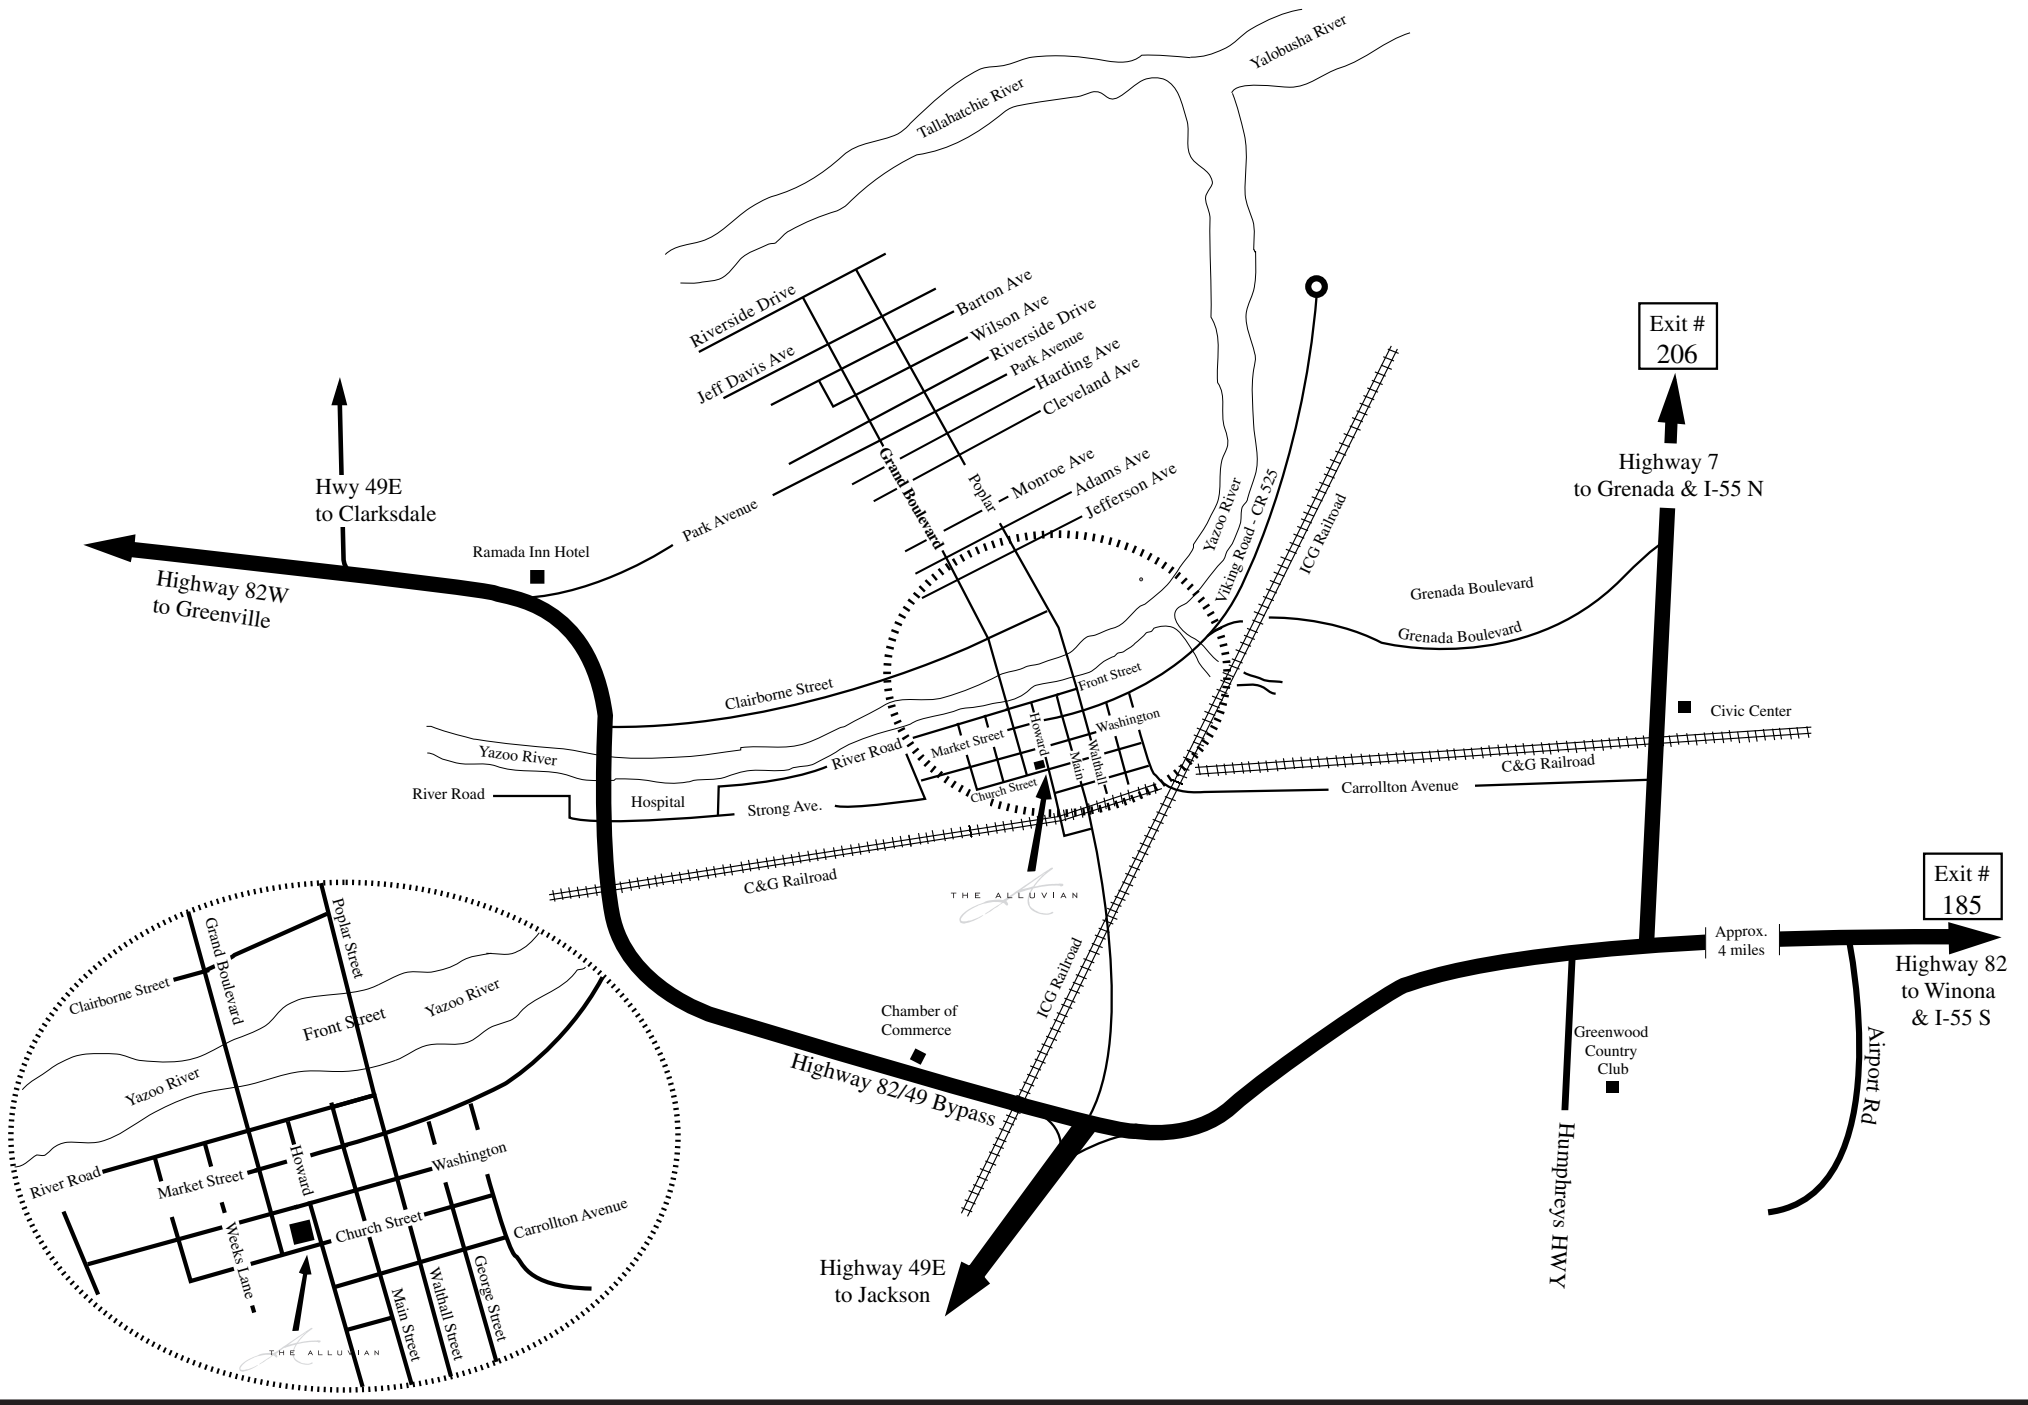 Yalobusha River
Tallahatchie River
Riverside Drive
Jeff Davis Ave
Barton Ave
Wilson Ave
Riverside Drive
Park Avenue
Harding Ave
Cleveland Ave
Grand Boulevard
Poplar
Monroe Ave
Adams Ave
Jefferson Ave
Park Avenue
Yazoo River
Viking Road - CR 525
ICG Railroad
Exit #
206
Highway 7
to Grenada & I-55 N
Grenada Boulevard
Grenada Boulevard
Hwy 49E
to Clarksdale
Ramada Inn Hotel
Highway 82W
to Greenville
Clairborne Street
Front Street
Yazoo River
River Road
Market Street
Howard
Washington
Main
Walthall
Church Street
River Road
Hospital
Strong Ave.
Civic Center
C&G Railroad
Carrollton Avenue
C&G Railroad
THE ALLUVIAN
ICG Railroad
Exit #
185
Approx.
4 miles
Highway 82
to Winona
& I-55 S
Chamber of
Commerce
Highway 82/49 Bypass
Greenwood
Country
Club
Airport Rd
Humphreys HWY
Highway 49E
to Jackson
Grand Boulevard
Poplar Street
Clairborne Street
Front Street
Yazoo River
Yazoo River
River Road
Market Street
Howard
Washington
Weeks Lane
Church Street
Carrollton Avenue
Main Street
Walthall Street
George Street
THE ALLUVIAN